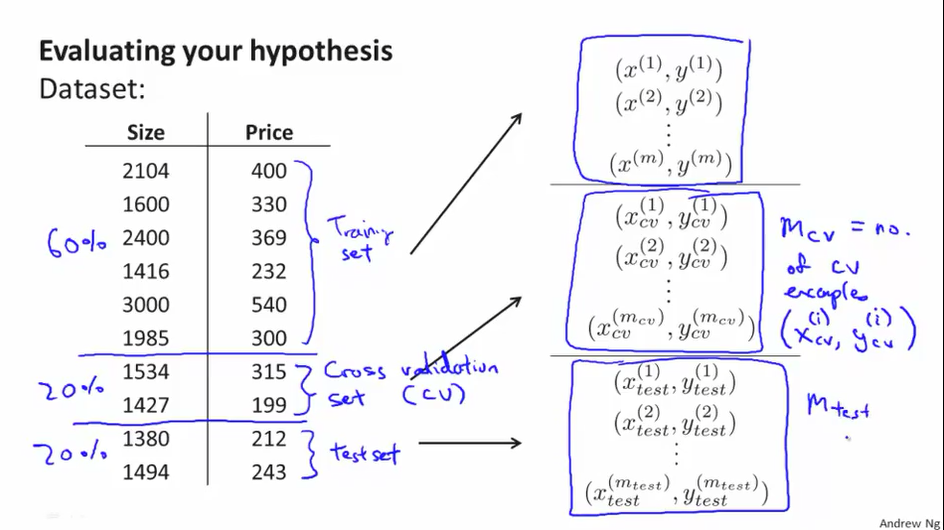 Evaluating your hypothesis
Dataset:
Size Price
2104 400
1600 330
2400 369
1416 232
3000 540
1985 300
1534 315
1427 199
1380 212
1494 243
60%
20%
20%
Training
set
Cross validation
set (CV)
test set
(x^{(1)}, y^{(1)})
(x^{(2)}, y^{(2)})
⋮
(x^{(m)}, y^{(m)})
(x_{cv}^{(1)}, y_{cv}^{(1)})
(x_{cv}^{(2)}, y_{cv}^{(2)})
⋮
(x_{cv}^{(m_{cv})}, y_{cv}^{(m_{cv})})
(x_{test}^{(1)}, y_{test}^{(1)})
(x_{test}^{(2)}, y_{test}^{(2)})
⋮
(x_{test}^{(m_{test})}, y_{test}^{(m_{test})})
M_{cv} = no.
of CV
examples
(x_{cv}^{(i)}, y_{cv}^{(i)})
M_{test}
Andrew Ng